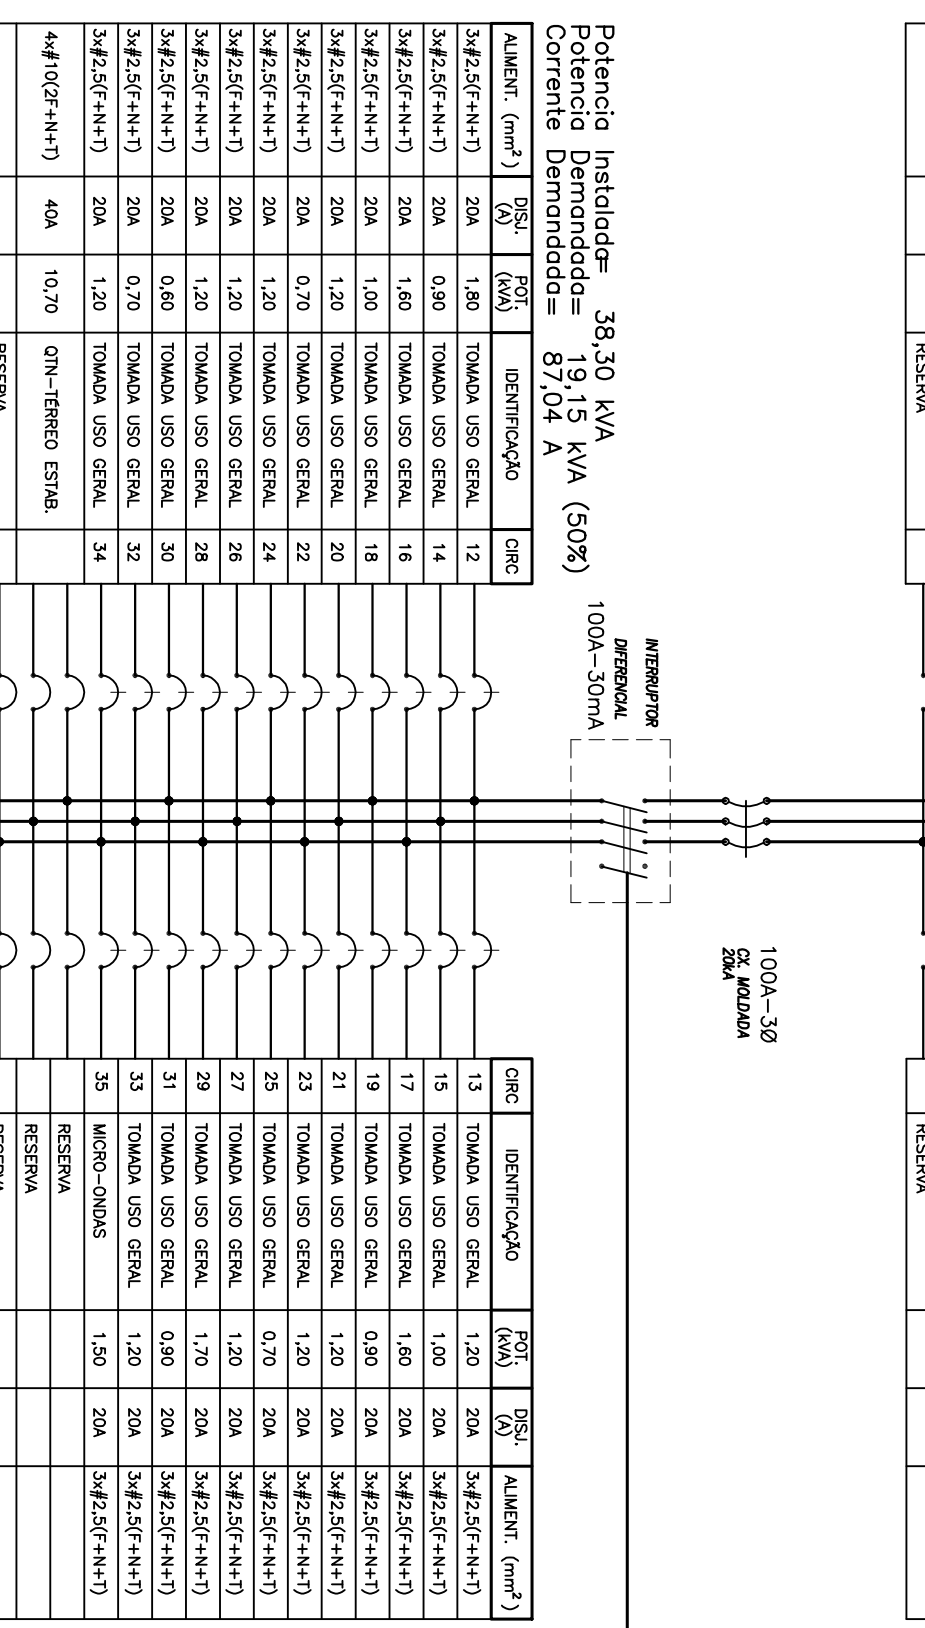 RESERVA
RESERVA
100A-3Ø
CX. MOLDADA
20kA
INTERRUPTOR
DIFERENCIAL
100A-30mA
Potencia Instalada= 38,30 kVA
Potencia Demandada= 19,15 kVA (50%)
Corrente Demandada= 87,04 A
ALIMENT. (mm²) DISJ. (A) POT. (kVA) IDENTIFICAÇÃO CIRC CIRC IDENTIFICAÇÃO POT. (kVA) DISJ. (A) ALIMENT. (mm²)
3x#2,5(F+N+T) 20A 1,80 TOMADA USO GERAL 12 13 TOMADA USO GERAL 1,20 20A 3x#2,5(F+N+T)
3x#2,5(F+N+T) 20A 0,90 TOMADA USO GERAL 14 15 TOMADA USO GERAL 1,00 20A 3x#2,5(F+N+T)
3x#2,5(F+N+T) 20A 1,60 TOMADA USO GERAL 16 17 TOMADA USO GERAL 1,60 20A 3x#2,5(F+N+T)
3x#2,5(F+N+T) 20A 1,00 TOMADA USO GERAL 18 19 TOMADA USO GERAL 0,90 20A 3x#2,5(F+N+T)
3x#2,5(F+N+T) 20A 1,20 TOMADA USO GERAL 20 21 TOMADA USO GERAL 1,20 20A 3x#2,5(F+N+T)
3x#2,5(F+N+T) 20A 0,70 TOMADA USO GERAL 22 23 TOMADA USO GERAL 1,20 20A 3x#2,5(F+N+T)
3x#2,5(F+N+T) 20A 1,20 TOMADA USO GERAL 24 25 TOMADA USO GERAL 0,70 20A 3x#2,5(F+N+T)
3x#2,5(F+N+T) 20A 1,20 TOMADA USO GERAL 26 27 TOMADA USO GERAL 1,20 20A 3x#2,5(F+N+T)
3x#2,5(F+N+T) 20A 1,20 TOMADA USO GERAL 28 29 TOMADA USO GERAL 1,70 20A 3x#2,5(F+N+T)
3x#2,5(F+N+T) 20A 0,60 TOMADA USO GERAL 30 31 TOMADA USO GERAL 0,90 20A 3x#2,5(F+N+T)
3x#2,5(F+N+T) 20A 0,70 TOMADA USO GERAL 32 33 TOMADA USO GERAL 1,20 20A 3x#2,5(F+N+T)
3x#2,5(F+N+T) 20A 1,20 TOMADA USO GERAL 34 35 MICRO-ONDAS 1,50 20A 3x#2,5(F+N+T)
4x#10(2F+N+T) 40A 10,70 QTN-TÉRREO ESTAB. RESERVA
RESERVA
RESERVA RESERVA